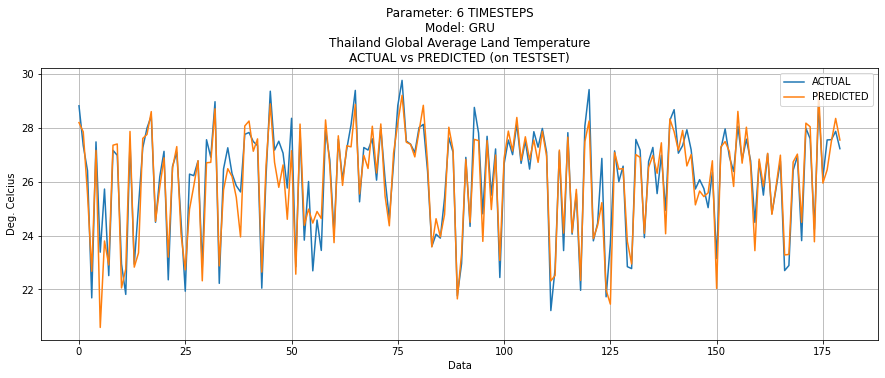 Parameter: 6 TIMESTEPS
Model: GRU
Thailand Global Average Land Temperature
ACTUAL vs PREDICTED (on TESTSET)
30
28
26
24
22
Deg. Celcius
ACTUAL
PREDICTED
0
25
50
75
100
125
150
175
Data